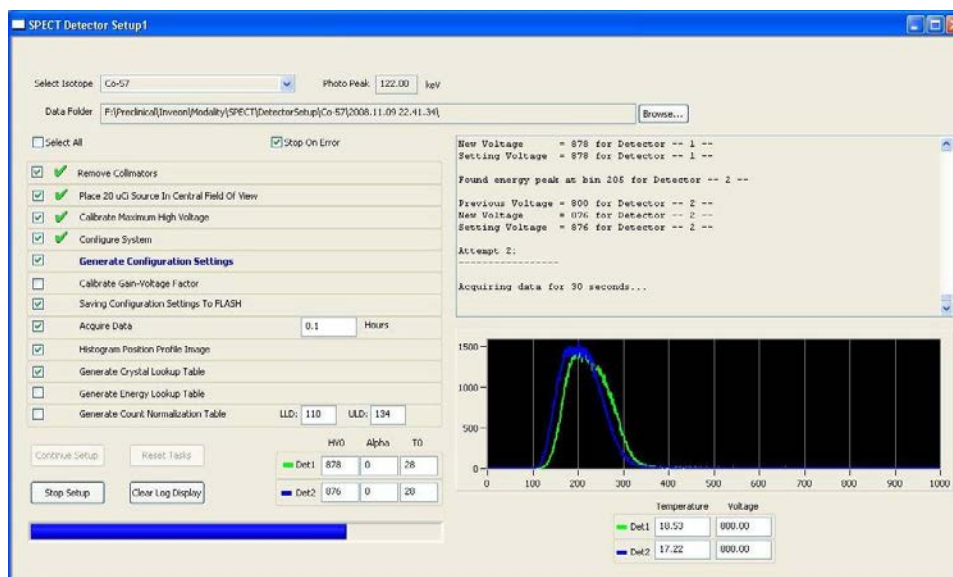 SPECT Detector Setup1
Select Isotope Co-57 Photo Peak 122.00 keV
Data Folder F:\Preclinical\Inveon\Modality\SPECT\DetectorSetup\Co-57\2008.11.09 22.41.34\ Browse...
Select All Stop On Error
Remove Collimators
Place 20 uCi Source In Central Field Of View
Calibrate Maximum High Voltage
Configure System
Generate Configuration Settings
Calibrate Gain-Voltage Factor
Saving Configuration Settings To FLASH
Acquire Data 0.1 Hours
Histogram Position Profile Image
Generate Crystal Lookup Table
Generate Energy Lookup Table
Generate Count Normalization Table LLD: 110 ULD: 134
Continue Setup Reset Tasks
Stop Setup Clear Log Display
HV0 Alpha T0
Det1 878 0 28
Det2 876 0 28
New Voltage = 878 for Detector -- 1 --
Setting Voltage = 878 for Detector -- 1 --
Found energy peak at bin 205 for Detector -- 2 --
Previous Voltage = 800 for Detector -- 2 --
New Voltage = 876 for Detector -- 2 --
Setting Voltage = 876 for Detector -- 2 --
Attempt 2:
-----------------
Acquiring data for 30 seconds...
1500
1000
500
0
0 100 200 300 400 500 600 700 800 900 1000
Temperature Voltage
Det1 18.53 800.00
Det2 17.22 800.00